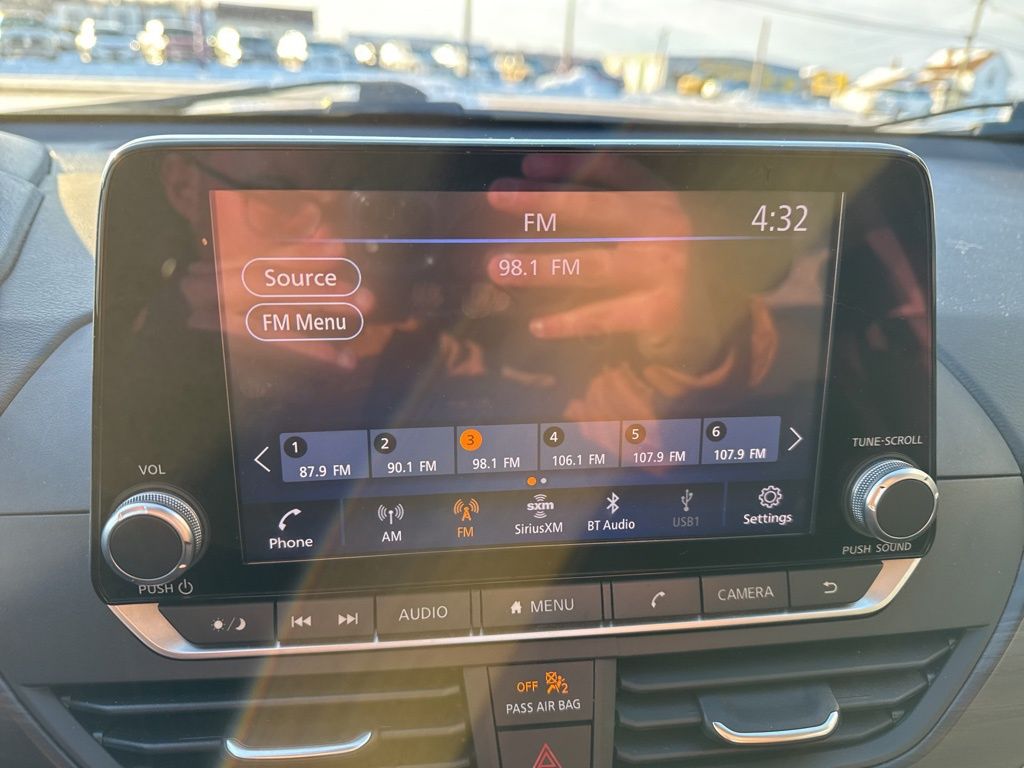 FM
4:32
98.1 FM
Source
FM Menu
1 2 3 4 5 6
87.9 FM 90.1 FM 98.1 FM 106.1 FM 107.9 FM 107.9 FM
VOL
TUNE-SCROLL
Phone AM FM sxm SiriusXM BT Audio USB1 Settings
PUSH
PUSH SOUND
AUDIO MENU CAMERA
OFF 2
PASS AIR BAG